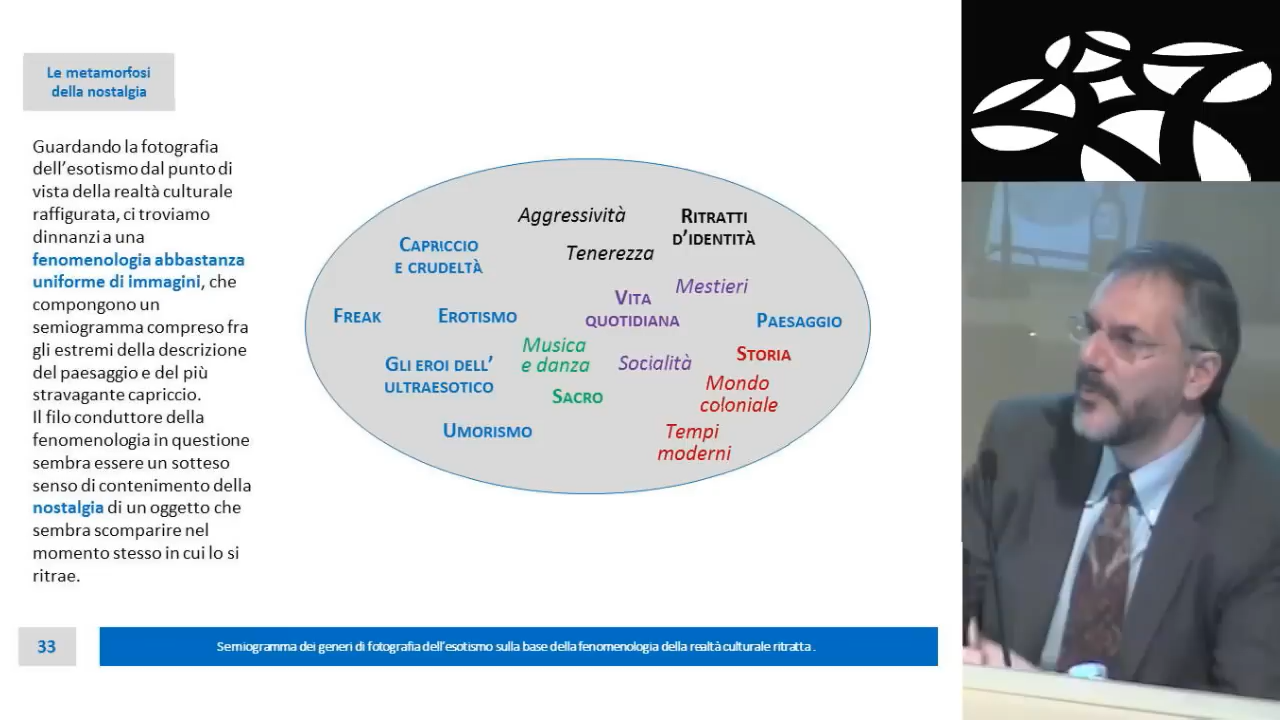 Le metamorfosi
della nostalgia
Guardando la fotografia
dell'esotismo dal punto di
vista della realtà culturale
raffigurata, ci troviamo
dinnanzi a una
fenomenologia abbastanza
uniforme di immagini, che
compongono un
semiogramma compreso fra
gli estremi della descrizione
del paesaggio e del più
stravagante capriccio.
Il filo conduttore della
fenomenologia in questione
sembra essere un sotteso
senso di contenimento della
nostalgia di un oggetto che
sembra scomparire nel
momento stesso in cui lo si
ritrae.
Aggressività
RITRATTI
D'IDENTITÀ
CAPRICCIO
E CRUDELTÀ
Tenerezza
Mestieri
VITA
QUOTIDIANA
FREAK
EROTISMO
PAESAGGIO
Musica
e danza
GLI EROI DELL'
ULTRAESOTICO
Socialità
STORIA
Mondo
coloniale
SACRO
UMORISMO
Tempi
moderni
33
Semiogramma dei generi di fotografia dell'esotismo sulla base della fenomenologia della realtà culturale ritratta .